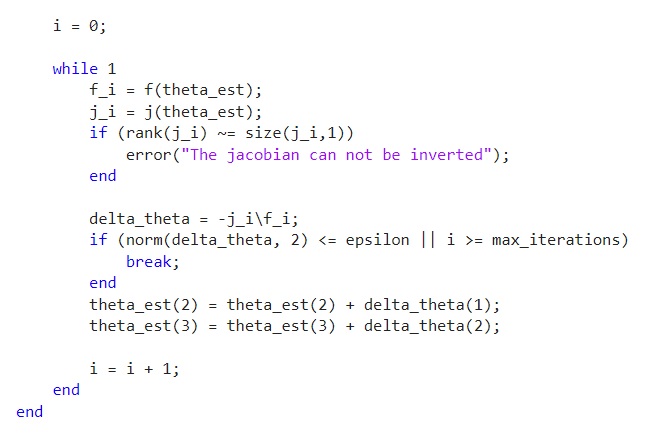 i = 0;
while 1
f_i = f(theta_est);
j_i = j(theta_est);
if (rank(j_i) ~= size(j_i,1))
error("The jacobian can not be inverted");
end
delta_theta = -j_i\f_i;
if (norm(delta_theta, 2) <= epsilon || i >= max_iterations)
break;
end
theta_est(2) = theta_est(2) + delta_theta(1);
theta_est(3) = theta_est(3) + delta_theta(2);
i = i + 1;
end
end